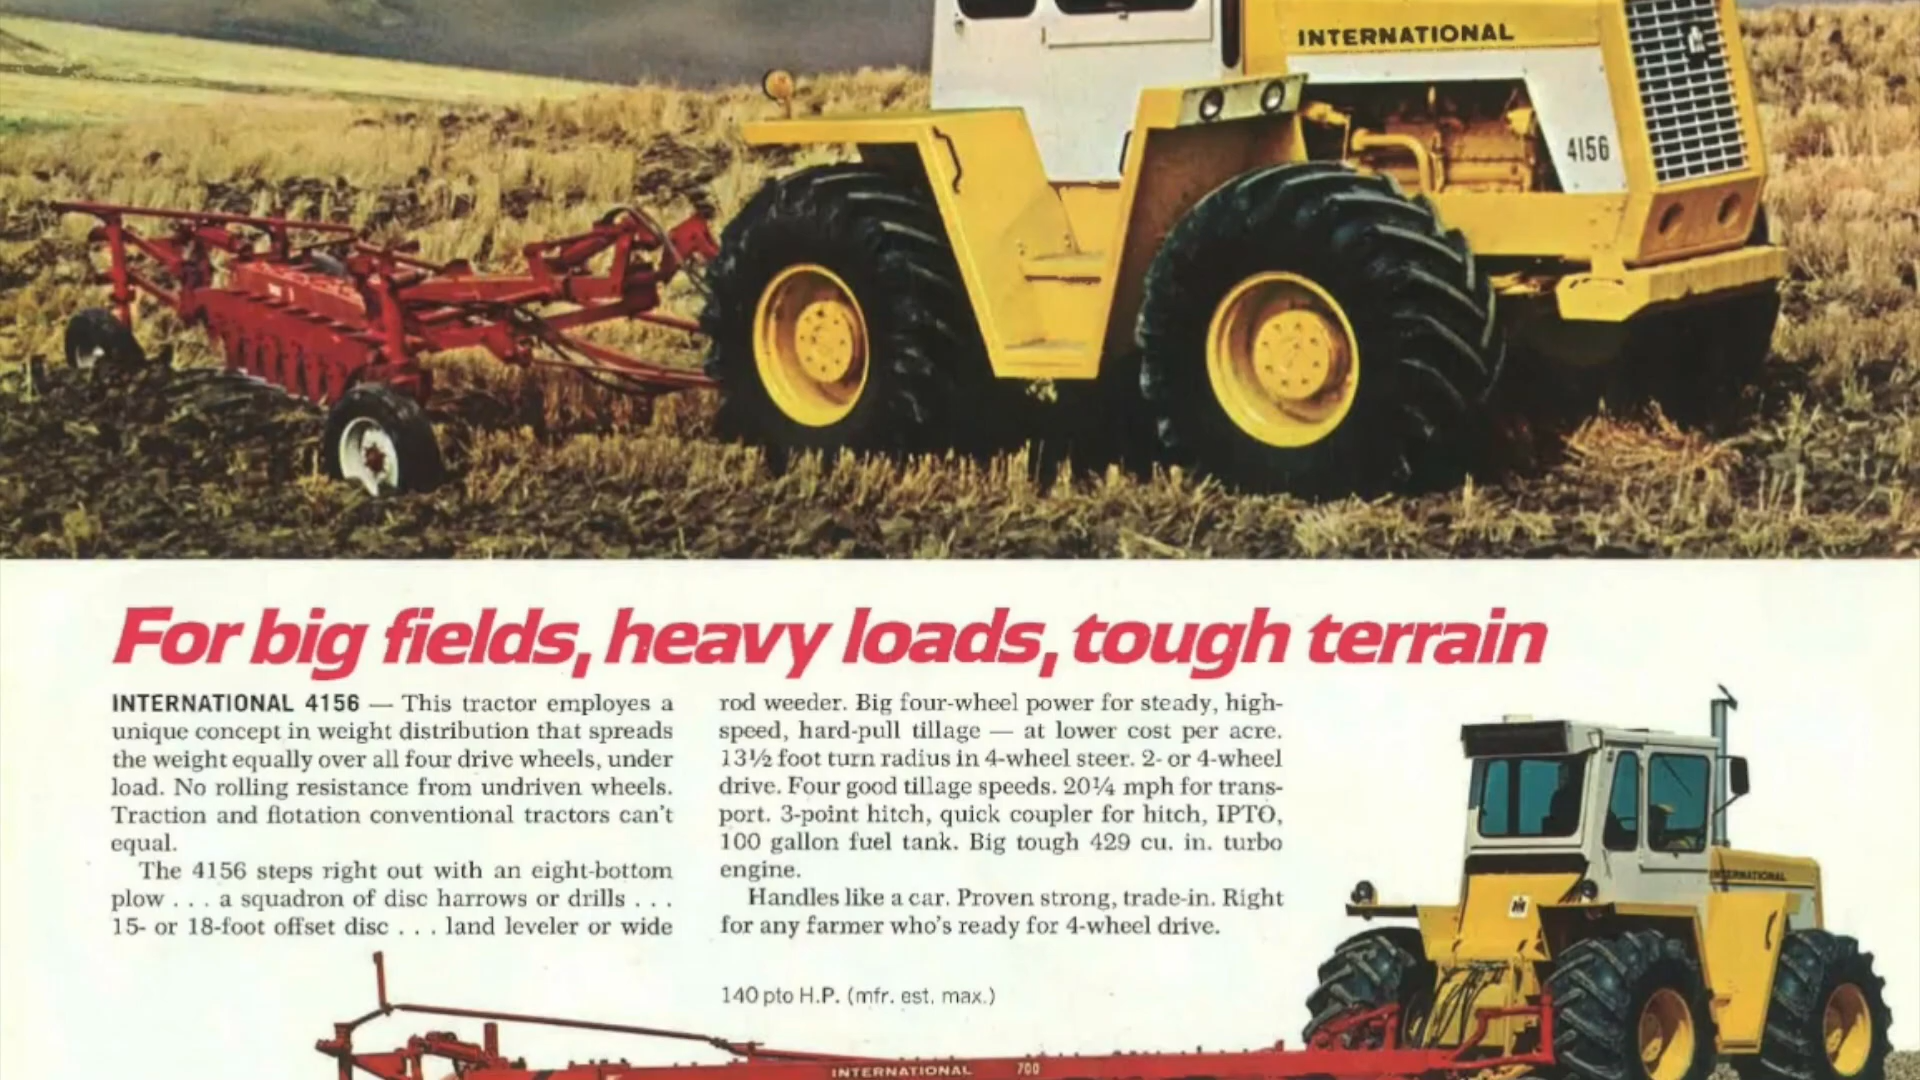 INTERNATIONAL
4156
For big fields, heavy loads, tough terrain
INTERNATIONAL 4156 — This tractor employes a
unique concept in weight distribution that spreads
the weight equally over all four drive wheels, under
load. No rolling resistance from undriven wheels.
Traction and flotation conventional tractors can't
equal.
The 4156 steps right out with an eight-bottom
plow . . . a squadron of disc harrows or drills . . .
15- or 18-foot offset disc . . . land leveler or wide
rod weeder. Big four-wheel power for steady, high-
speed, hard-pull tillage — at lower cost per acre.
13½ foot turn radius in 4-wheel steer. 2- or 4-wheel
drive. Four good tillage speeds. 20¼ mph for trans-
port. 3-point hitch, quick coupler for hitch, IPTO,
100 gallon fuel tank. Big tough 429 cu. in. turbo
engine.
Handles like a car. Proven strong, trade-in. Right
for any farmer who's ready for 4-wheel drive.
140 pto H.P. (mfr. est. max.)
INTERNATIONAL
IH
INTERNATIONAL 700